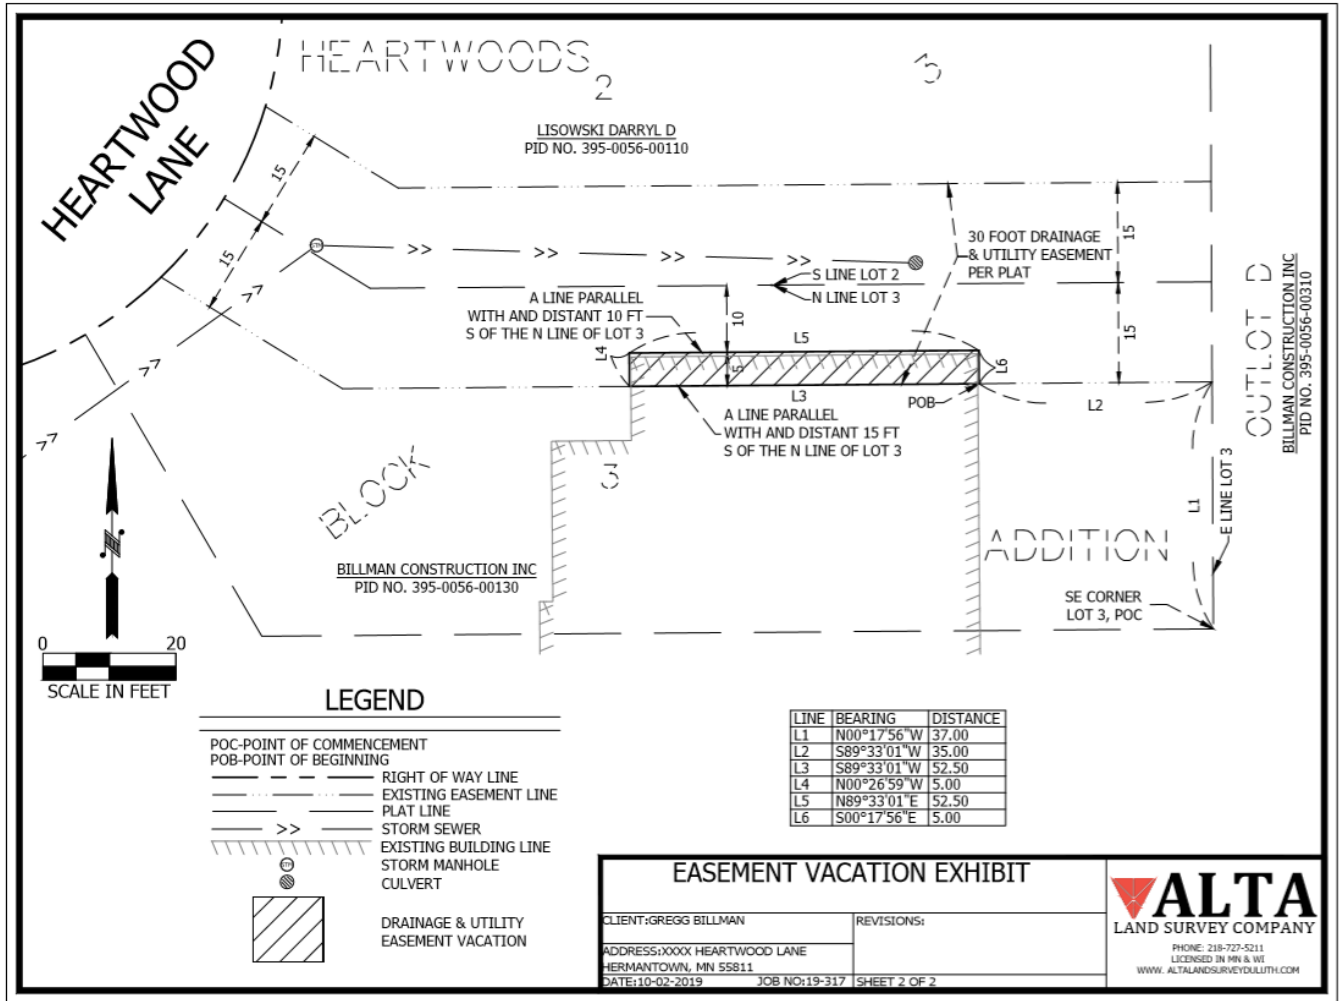 HEARTWOOD
LANE
HEARTWOODS
2
3
LISOWSKI DARRYL D
PID NO. 395-0056-00110
15
15
STM
>> >> >> >>
30 FOOT DRAINAGE
& UTILITY EASEMENT
PER PLAT
15
15
S LINE LOT 2
N LINE LOT 3
A LINE PARALLEL
WITH AND DISTANT 10 FT
S OF THE N LINE OF LOT 3
10
5
L4
L5
L6
L3
POB
L2
A LINE PARALLEL
WITH AND DISTANT 15 FT
S OF THE N LINE OF LOT 3
OUTLOT D
BILLMAN CONSTRUCTION INC
PID NO. 395-0056-00310
>>
>>
>>
BLOCK
3
ADDITION
L1
E LINE LOT 3
BILLMAN CONSTRUCTION INC
PID NO. 395-0056-00130
SE CORNER
LOT 3, POC
N
0 20
SCALE IN FEET
LEGEND
POC-POINT OF COMMENCEMENT
POB-POINT OF BEGINNING
RIGHT OF WAY LINE
EXISTING EASEMENT LINE
PLAT LINE
>> STORM SEWER
EXISTING BUILDING LINE
STM STORM MANHOLE
CULVERT
DRAINAGE & UTILITY
EASEMENT VACATION
LINE BEARING DISTANCE
L1 N00°17'56"W 37.00
L2 S89°33'01"W 35.00
L3 S89°33'01"W 52.50
L4 N00°26'59"W 5.00
L5 N89°33'01"E 52.50
L6 S00°17'56"E 5.00
EASEMENT VACATION EXHIBIT
CLIENT:GREGG BILLMAN
REVISIONS:
ADDRESS:XXXX HEARTWOOD LANE
HERMANTOWN, MN 55811
DATE:10-02-2019 JOB NO:19-317 SHEET 2 OF 2
ALTA
LAND SURVEY COMPANY
PHONE: 218-727-5211
LICENSED IN MN & WI
WWW. ALTALANDSURVEYDULUTH.COM